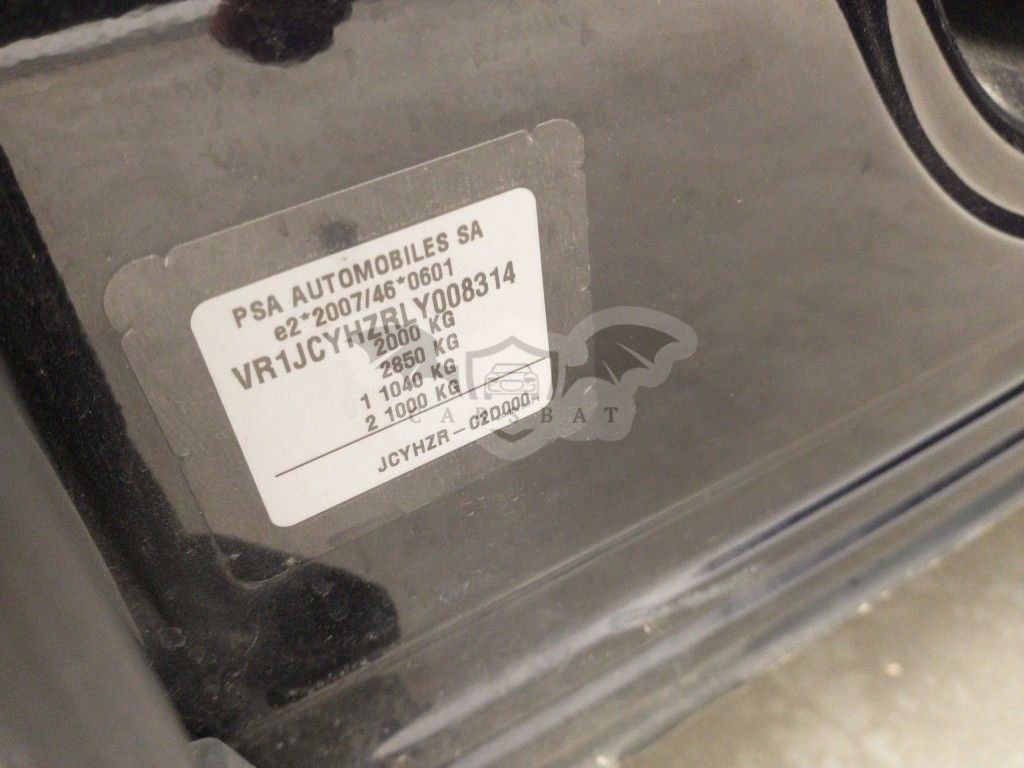 PSA AUTOMOBILES SA
e2*2007/46*0601
VR1JCYHZRLY008314
2000 KG
2850 KG
1 1040 KG
2 1000 KG
CARSBAT
JCYHZR - 02D000